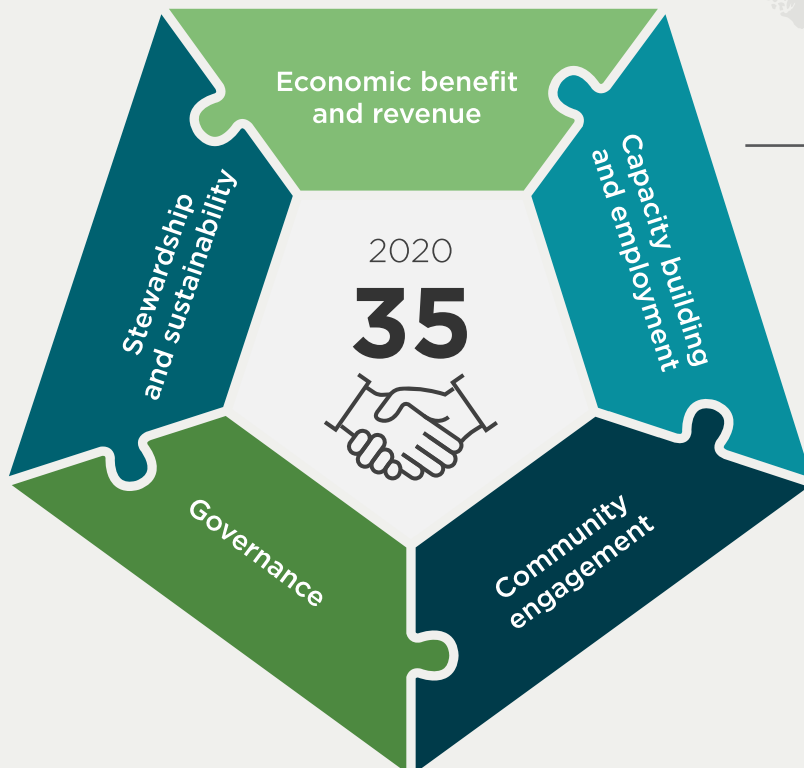 Economic benefit
and revenue
Capacity building
and employment
Stewardship
and sustainability
2020
35
Governance
Community
engagement